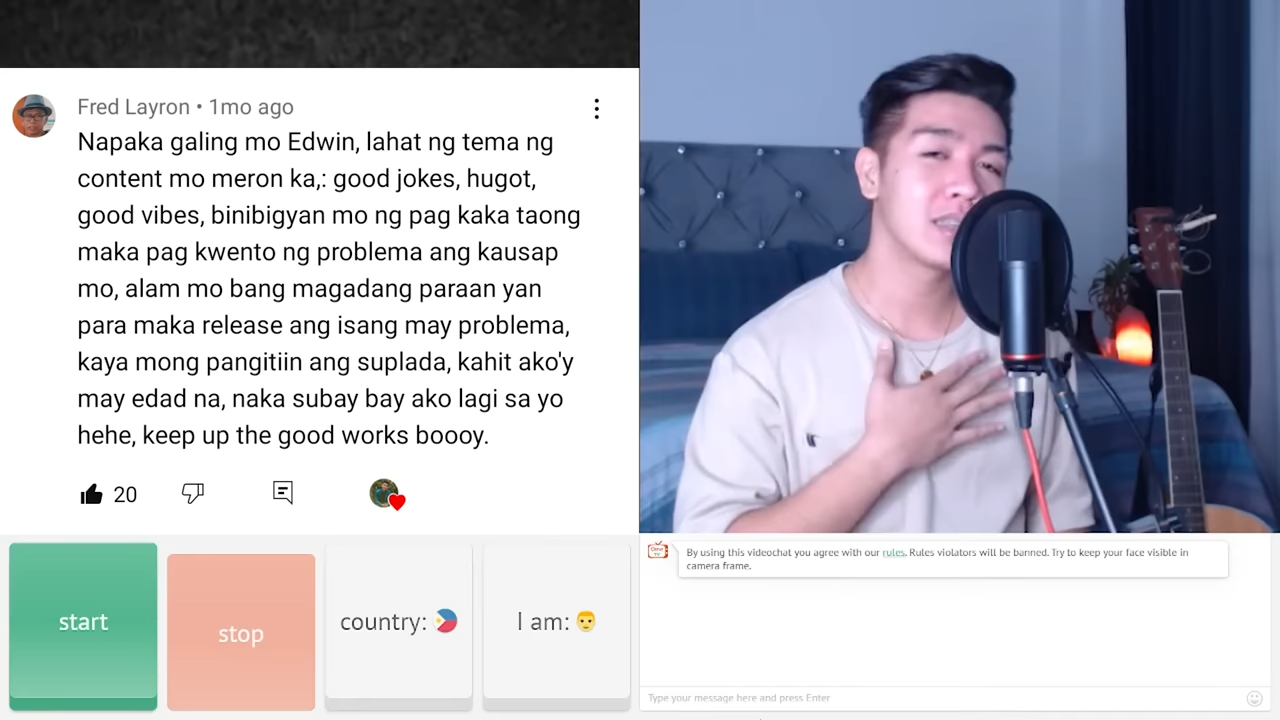 Fred Layron • 1mo ago
Napaka galing mo Edwin, lahat ng tema ng
content mo meron ka,: good jokes, hugot,
good vibes, binibigyan mo ng pag kaka taong
maka pag kwento ng problema ang kausap
mo, alam mo bang magadang paraan yan
para maka release ang isang may problema,
kaya mong pangitiin ang suplada, kahit ako'y
may edad na, naka subay bay ako lagi sa yo
hehe, keep up the good works boooy.
20
start
stop
country:
I am:
By using this videochat you agree with our rules. Rules violators will be banned. Try to keep your face visible in
camera frame.
Type your message here and press Enter